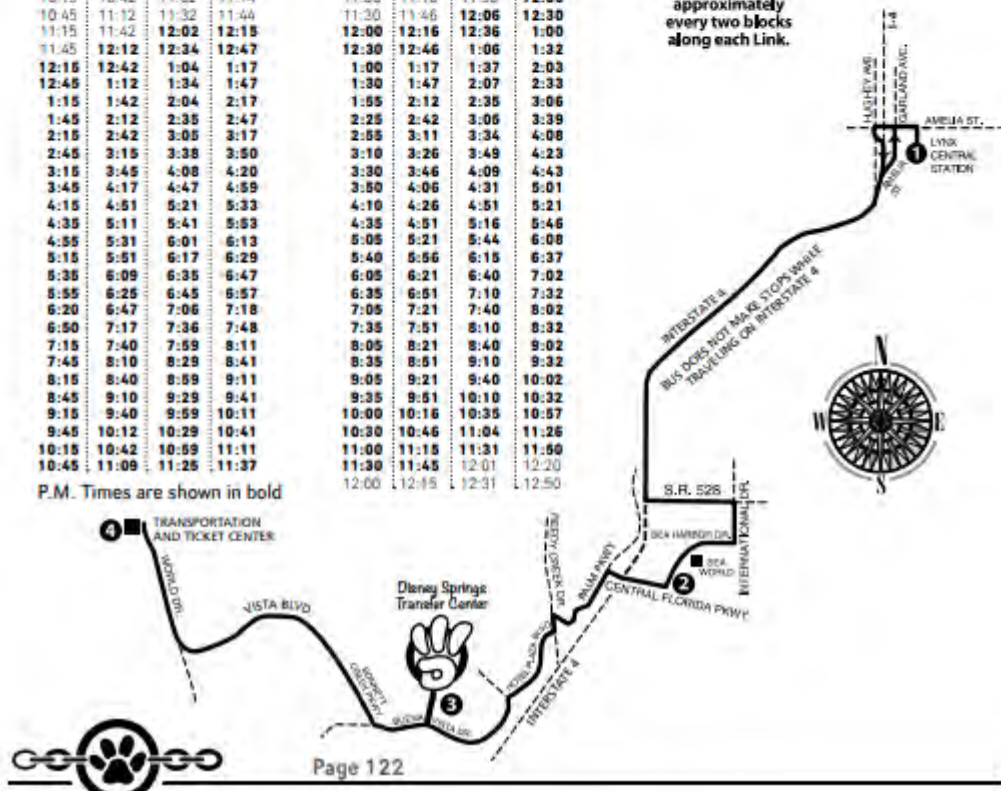 10:45 11:12 11:32 11:44
11:15 11:42 12:02 12:15
11:45 12:12 12:34 12:47
12:15 12:42 1:04 1:17
12:45 1:12 1:34 1:47
1:15 1:42 2:04 2:17
1:45 2:12 2:35 2:47
2:15 2:42 3:05 3:17
2:45 3:15 3:38 3:50
3:15 3:45 4:08 4:20
3:45 4:17 4:47 4:59
4:15 4:51 5:21 5:33
4:35 5:11 5:41 5:53
4:55 5:31 6:01 6:13
5:15 5:51 6:17 6:29
5:35 6:09 6:35 6:47
5:55 6:25 6:45 6:57
6:20 6:47 7:06 7:18
6:50 7:17 7:36 7:48
7:15 7:40 7:59 8:11
7:45 8:10 8:29 8:41
8:15 8:40 8:59 9:11
8:45 9:10 9:29 9:41
9:15 9:40 9:59 10:11
9:45 10:12 10:29 10:41
10:15 10:42 10:59 11:11
10:45 11:09 11:25 11:37
P.M. Times are shown in bold
11:30 11:46 12:06 12:30
12:00 12:16 12:36 1:00
12:30 12:46 1:06 1:32
1:00 1:17 1:37 2:03
1:30 1:47 2:07 2:33
1:55 2:12 2:35 3:06
2:25 2:42 3:05 3:39
2:55 3:11 3:34 4:08
3:10 3:26 3:49 4:23
3:30 3:46 4:09 4:43
3:50 4:06 4:31 5:01
4:10 4:26 4:51 5:21
4:35 4:51 5:16 5:46
5:05 5:21 5:44 6:08
5:40 5:56 6:15 6:37
6:05 6:21 6:40 7:02
6:35 6:51 7:10 7:32
7:05 7:21 7:40 8:02
7:35 7:51 8:10 8:32
8:05 8:21 8:40 9:02
8:35 8:51 9:10 9:32
9:05 9:21 9:40 10:02
9:35 9:51 10:10 10:32
10:00 10:16 10:35 10:57
10:30 10:46 11:04 11:26
11:00 11:15 11:31 11:50
11:30 11:45 12:01 12:20
12:00 12:15 12:31 12:50
approximately
every two blocks
along each Link.
I-4
HUGHEY AVE.
GARLAND AVE.
AMELIA ST.
1
LYNX
CENTRAL
STATION
AMELIA
ST.
INTERSTATE 4
BUS DOES NOT MAKE STOPS WHILE
TRAVELING ON INTERSTATE 4
N
W
E
S
S.R. 528
INTERNATIONAL DR.
SEA HARBOR DR.
SEA
WORLD
2
CENTRAL FLORIDA PKWY.
PALM PKWY
REEDY CREEK DR.
HOTEL PLAZA BLVD
INTERSTATE 4
Disney Springs
Transfer Center
3
BUENA VISTA DR.
BONNETT
CREEK PKWY
VISTA BLVD
WORLD DR.
4
TRANSPORTATION
AND TICKET CENTER
Page 122